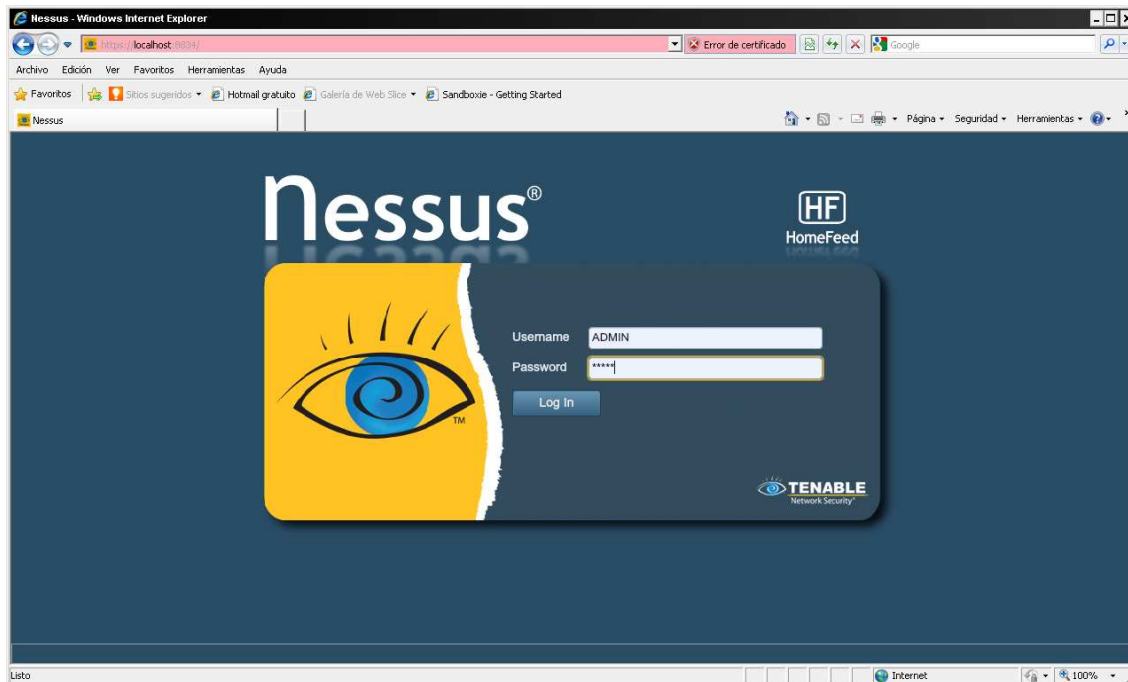 Nessus - Windows Internet Explorer
https://localhost:8834/
Error de certificado
Google
Archivo Edición Ver Favoritos Herramientas Ayuda
Favoritos Sitios sugeridos Hotmail gratuito Galería de Web Slice Sandboxie - Getting Started
Nessus
Página Seguridad Herramientas
Nessus®
HF
HomeFeed
Username ADMIN
Password *****
Log In
TM
TENABLE
Network Security®
Listo
Internet
100%